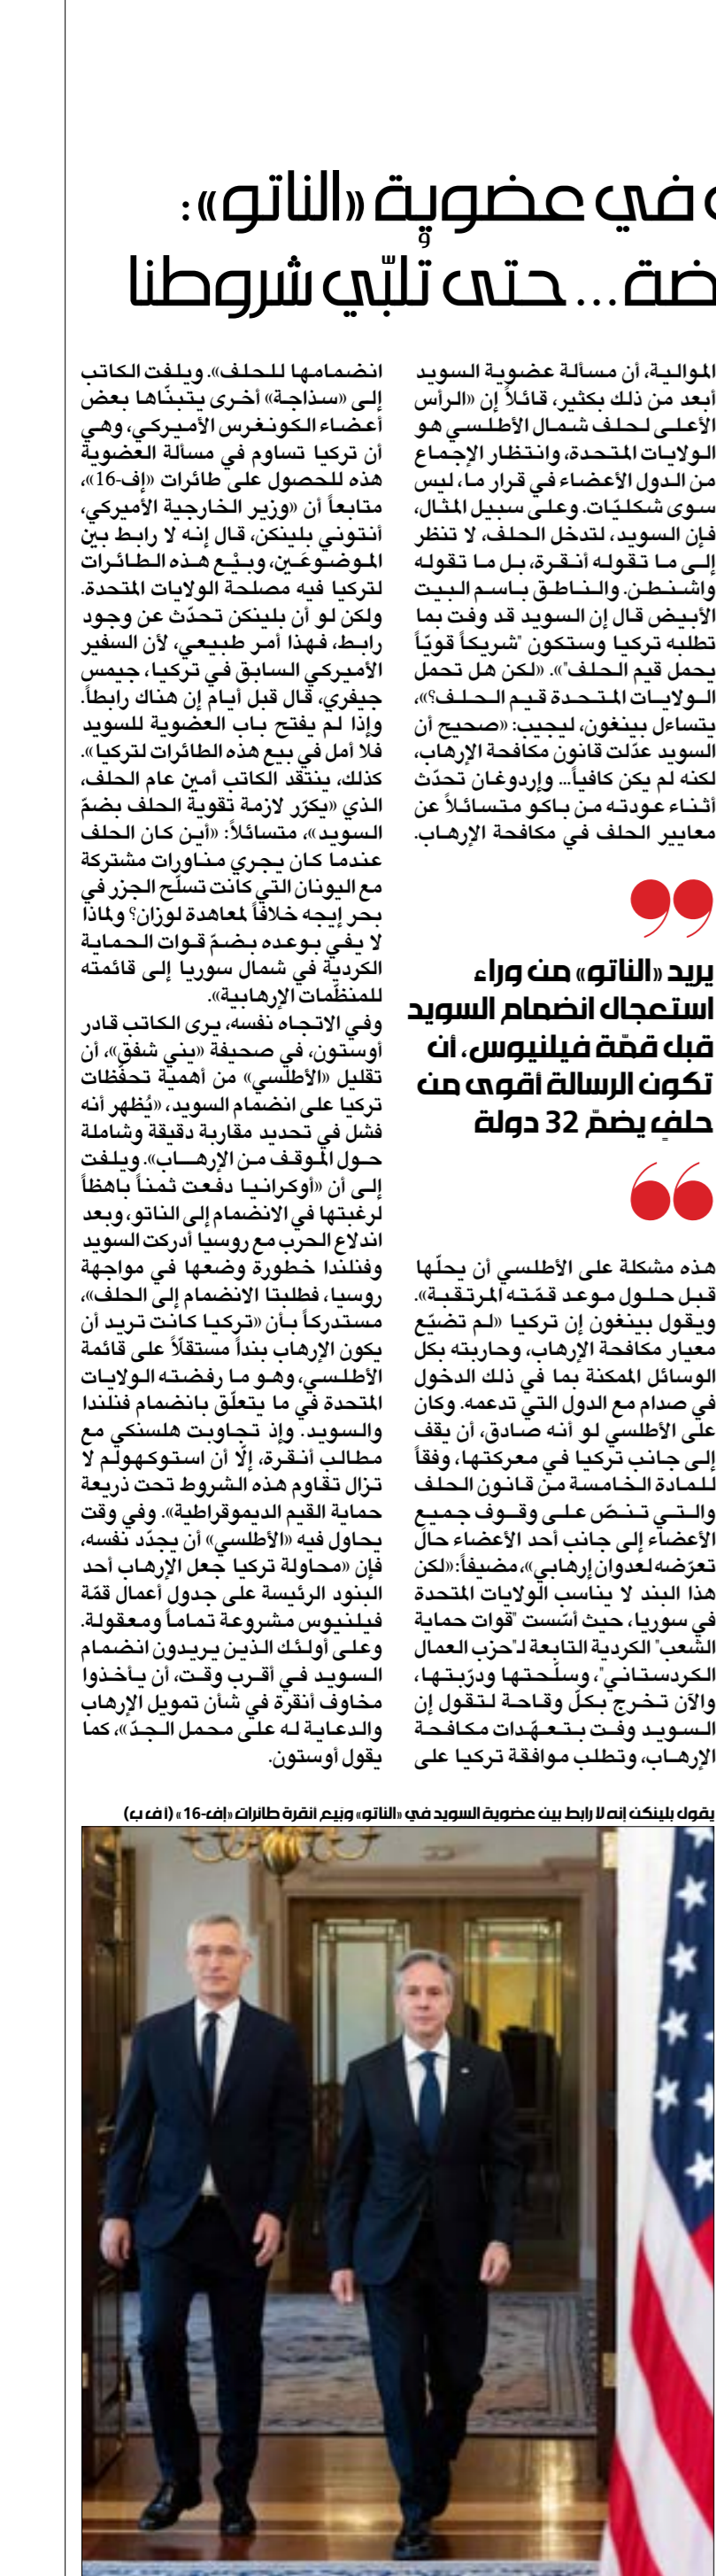 في عضوية «الناتو»:
... حتى تُلبّي شروطنا
الموالية، أن مسألة عضوية السويد
أبعد من ذلك بكثير، قائلاً إن «الرأس
الأعلى لحلف شمال الأطلسي هو
الولايات المتحدة، وانتظار الإجماع
من الدول الأعضاء في قرار ما، ليس
سوى شكليّات. وعلى سبيل المثال،
فإن السويد، لتدخل الحلف، لا تنظر
إلى ما تقوله أنقرة، بل ما تقوله
واشنطن. والناطق باسم البيت
الأبيض قال إن السويد قد وفت بما
تطلبه تركيا وستكون "شريكاً قويّاً
يحمل قيم الحلف"». «لكن هل تحمل
الولايات المتحدة قيم الحلف؟»،
يتساءل بينغون، ليجيب: «صحيح أن
السويد عدّلت قانون مكافحة الإرهاب،
لكنه لم يكن كافياً... وإردوغان تحدّث
أثناء عودته من باكو متسائلاً عن
معايير الحلف في مكافحة الإرهاب.
يريد «الناتو» من وراء
استعجال انضمام السويد
قبل قمّة فيلنيوس، أن
تكون الرسالة أقوى من
حلفٍ يضمّ 32 دولة
هذه مشكلة على الأطلسي أن يحلّها
قبل حلول موعد قمّته المرتقبة».
ويقول بينغون إن تركيا «لم تضيّع
معيار مكافحة الإرهاب، وحاربته بكل
الوسائل الممكنة بما في ذلك الدخول
في صدام مع الدول التي تدعمه. وكان
على الأطلسي لو أنه صادق، أن يقف
إلى جانب تركيا في معركتها، وفقاً
للمادة الخامسة من قانون الحلف
والتي تنصّ على وقوف جميع
الأعضاء إلى جانب أحد الأعضاء حالَ
تعرّضه لعدوان إرهابي»، مضيفاً: «لكن
هذا البند لا يناسب الولايات المتحدة
في سوريا، حيث أسّست "قوات حماية
الشعب" الكردية التابعة لـ"حزب العمال
الكردستاني"، وسلّحتها ودرّبتها،
والآن تخرج بكلّ وقاحة لتقول إن
السويد وفت بتعهّدات مكافحة
الإرهاب، وتطلب موافقة تركيا على
انضمامها للحلف». ويلفت الكاتب
إلى «سذاجة» أخرى يتبنّاها بعض
أعضاء الكونغرس الأميركي، وهي
أن تركيا تساوم في مسألة العضوية
هذه للحصول على طائرات «إف-16»،
متابعاً أن «وزير الخارجية الأميركي،
أنتوني بلينكن، قال إنه لا رابط بين
الموضوعَين، وبيْع هذه الطائرات
لتركيا فيه مصلحة الولايات المتحدة.
ولكن لو أن بلينكن تحدّث عن وجود
رابط، فهذا أمر طبيعي، لأن السفير
الأميركي السابق في تركيا، جيمس
جيفري، قال قبل أيام إن هناك رابطاً.
وإذا لم يفتح باب العضوية للسويد
فلا أمل في بيع هذه الطائرات لتركيا».
كذلك، ينتقد الكاتب أمين عام الحلف،
الذي «يكرّر لازمة تقوية الحلف بضمّ
السويد»، متسائلاً: «أين كان الحلف
عندما كان يجري مناورات مشتركة
مع اليونان التي كانت تسلّح الجزر في
بحر إيجه خلافاً لمعاهدة لوزان؟ ولماذا
لا يفي بوعده بضمّ قوات الحماية
الكردية في شمال سوريا إلى قائمته
للمنظّمات الإرهابية».
وفي الاتجاه نفسه، يرى الكاتب قادر
أوستون، في صحيفة «يني شفق»، أن
تقليل «الأطلسي» من أهمية تحفّظات
تركيا على انضمام السويد، «يُظهر أنه
فشل في تحديد مقاربة دقيقة وشاملة
حول الموقف من الإرهاب». ويلفت
إلى أن «أوكرانيا دفعت ثمناً باهظاً
لرغبتها في الانضمام إلى الناتو، وبعد
اندلاع الحرب مع روسيا أدركت السويد
وفنلندا خطورة وضعها في مواجهة
روسيا، فطلبتا الانضمام إلى الحلف»،
مستدركاً بأن «تركيا كانت تريد أن
يكون الإرهاب بنداً مستقلّاً على قائمة
الأطلسي، وهو ما رفضته الولايات
المتحدة في ما يتعلّق بانضمام فنلندا
والسويد. وإذ تجاوبت هلسنكي مع
مطالب أنقرة، إلّا أن استوكهولم لا
تزال تقاوم هذه الشروط تحت ذريعة
حماية القيم الديموقراطية». وفي وقت
يحاول فيه «الأطلسي» أن يجدّد نفسه،
فإن «محاولة تركيا جعل الإرهاب أحد
البنود الرئيسة على جدول أعمال قمّة
فيلنيوس مشروعة تماماً ومعقولة.
وعلى أولئك الذين يريدون انضمام
السويد في أقرب وقت، أن يأخذوا
مخاوف أنقرة في شأن تمويل الإرهاب
والدعاية له على محمل الجدّ»، كما
يقول أوستون.
يقول بلينكن إنه لا رابط بين عضوية السويد في «الناتو» وبَيع أنقرة طائرات «إف-16» (أ ف ب)